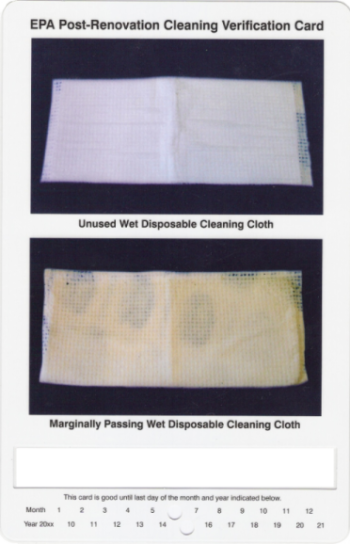 EPA Post-Renovation Cleaning Verification Card
Unused Wet Disposable Cleaning Cloth
Marginally Passing Wet Disposable Cleaning Cloth
This card is good until last day of the month and year indicated below.
Month 1 2 3 4 5 7 8 9 10 11 12
Year 20xx 10 11 12 13 14 16 17 18 19 20 21